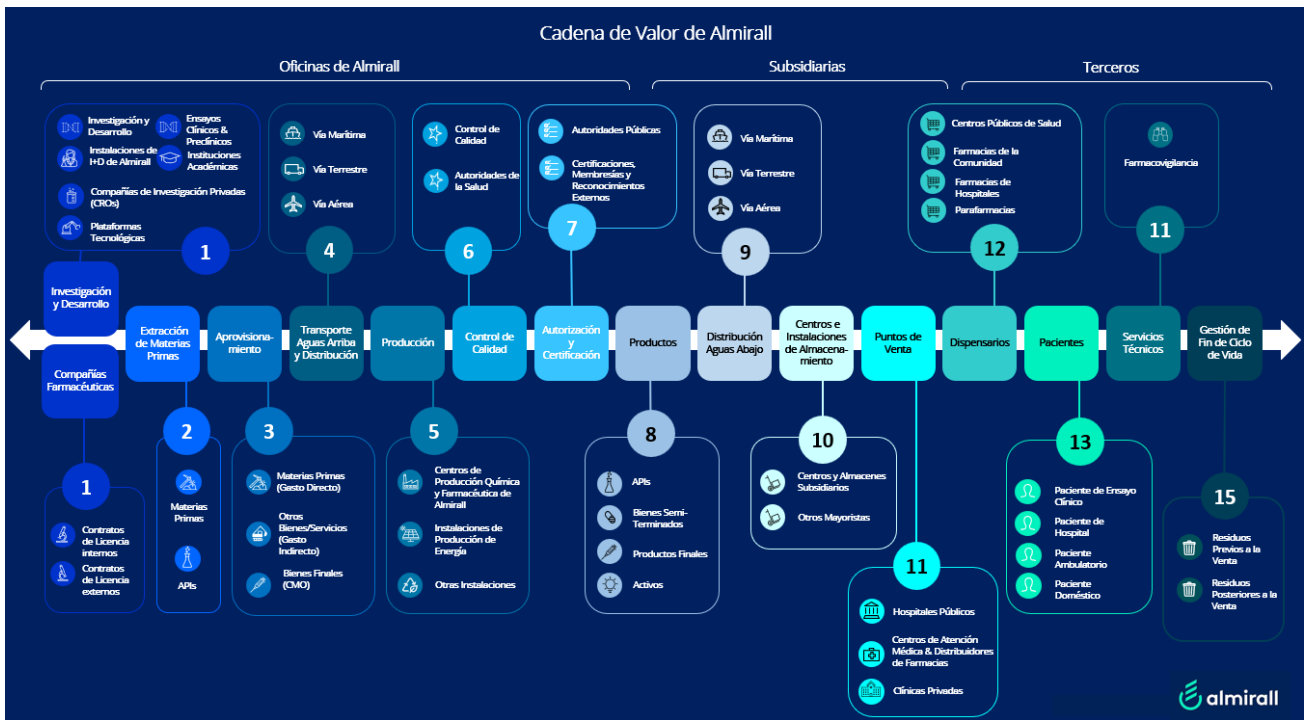 Cadena de Valor de Almirall
Oficinas de Almirall
Subsidiarias
Terceros
Investigación y
Desarrollo
Ensayos
Clínicos &
Preclínicos
Instalaciones de
I+D de Almirall
Instituciones
Académicas
Compañías de Investigación Privadas
(CROs)
Plataformas
Tecnológicas
1
Vía Marítima
Vía Terrestre
Vía Aérea
4
Control de
Calidad
Autoridades de
la Salud
6
Autoridades Públicas
Certificaciones,
Membresías y
Reconocimientos
Externos
7
Vía Marítima
Vía Terrestre
Vía Aérea
9
Centros Públicos de Salud
Farmacias de la
Comunidad
Farmacias de
Hospitales
Parafarmacias
12
Farmacovigilancia
11
Investigación
y Desarrollo
Compañías
Farmacéuticas
Extracción
de Materias
Primas
Aprovisiona-
miento
Transporte
Aguas Arriba
y Distribución
Producción
Control de
Calidad
Autorización
y
Certificación
Productos
Distribución
Aguas Abajo
Centros e
Instalaciones
de Almacena-
miento
Puntos de
Venta
Dispensarios
Pacientes
Servicios
Técnicos
Gestión de
Fin de Ciclo
de Vida
1
Contratos
de Licencia
internos
Contratos
de Licencia
externos
2
Materias
Primas
APIs
3
Materias Primas
(Gasto Directo)
Otros
Bienes/Servicios
(Gasto
Indirecto)
Bienes Finales
(CMO)
5
Centros de
Producción Química
y Farmacéutica de
Almirall
Instalaciones de
Producción de
Energía
Otras Instalaciones
8
APIs
Bienes Semi-
Terminados
Productos Finales
Activos
10
Centros y Almacenes
Subsidiarios
Otros Mayoristas
11
Hospitales Públicos
Centros de Atención
Médica & Distribuidores
de Farmacias
Clínicas Privadas
13
Paciente de Ensayo
Clínico
Paciente de
Hospital
Paciente
Ambulatorio
Paciente
Doméstico
15
Residuos
Previos a la
Venta
Residuos
Posteriores a la
Venta
almirall